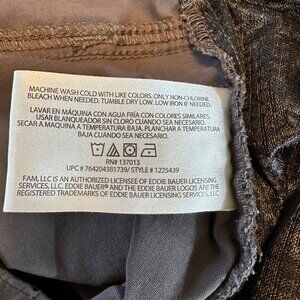 MACHINE WASH COLD WITH LIKE COLORS. ONLY NON-CHLORINE
BLEACH WHEN NEEDED. TUMBLE DRY LOW. LOW IRON IF NEEDED.
LAVAR EN MÁQUINA CON AGUA FRÍA CON COLORES SIMILARES.
USAR BLANQUEADOR SIN CLORO CUANDO SEA NECESARIO.
SECAR A MAQUINA A TEMPERATURA BAJA. PLANCHAR A TEMPERATURA
BAJA CUANDO SEA NECESARIO.
RN# 137013
UPC # 764204381739/ STYLE # 1225439
FAM, LLC IS AN AUTHORIZED LICENSEE OF EDDIE BAUER LICENSING
SERVICES, LLC. EDDIE BAUER® AND THE EDDIE BAUER LOGOS ARE THE
REGISTERED TRADEMARKS OF EDDIE BAUER LICENSING SERVICES, LLC.